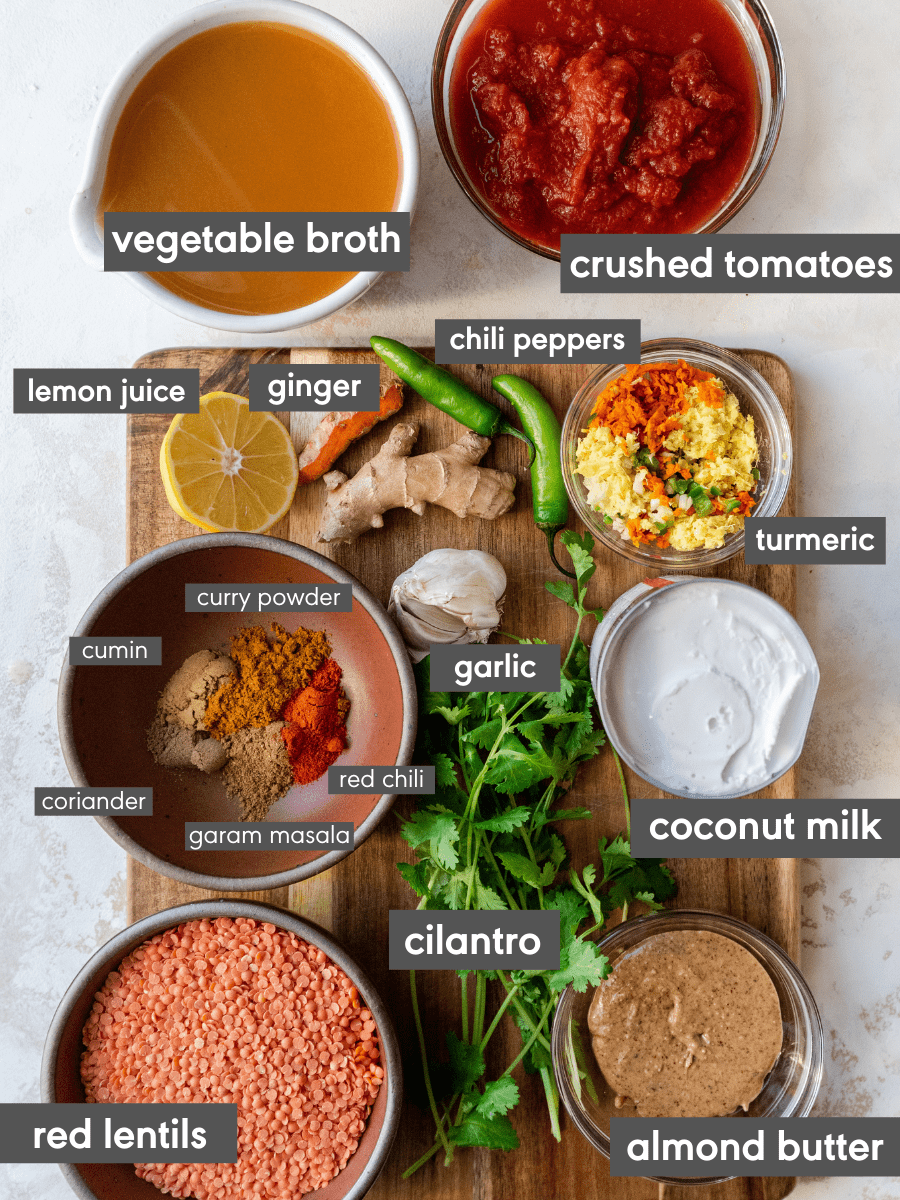 vegetable broth
crushed tomatoes
chili peppers
lemon juice
ginger
turmeric
curry powder
cumin
garlic
red chili
coriander
garam masala
coconut milk
cilantro
red lentils
almond butter